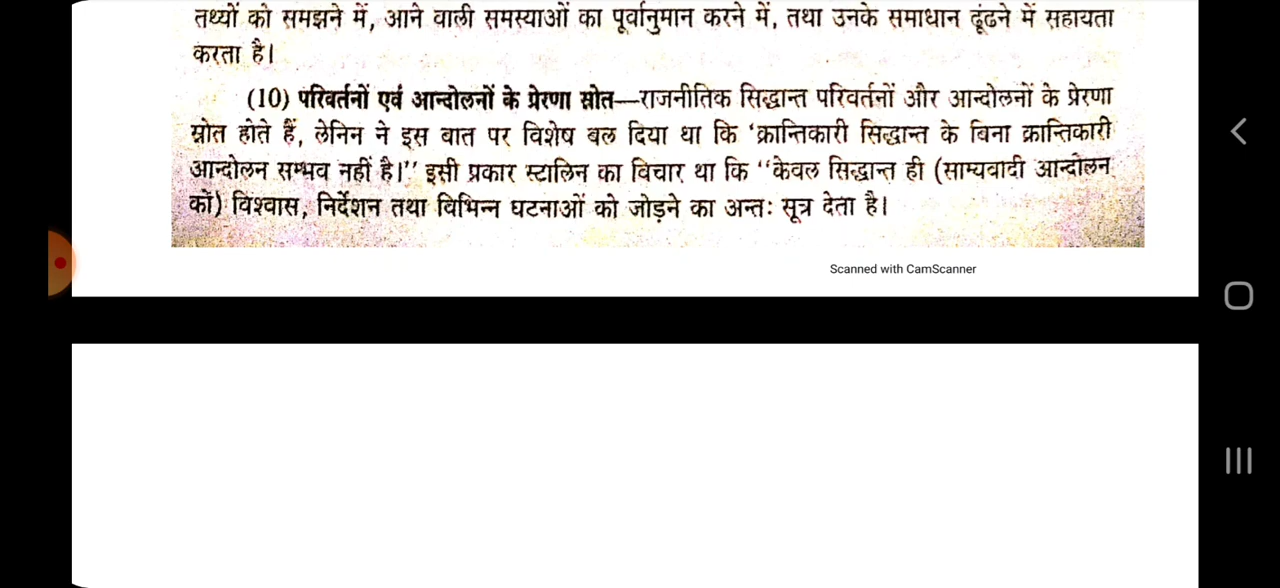 तथ्यों को समझने में, आने वाली समस्याओं का पूर्वानुमान करने में, तथा उनके समाधान ढूंढने में सहायता
करता है।
(10) परिवर्तनों एवं आन्दोलनों के प्रेरणा स्रोत—राजनीतिक सिद्धान्त परिवर्तनों और आन्दोलनों के प्रेरणा
स्रोत होते हैं, लेनिन ने इस बात पर विशेष बल दिया था कि 'क्रान्तिकारी सिद्धान्त के बिना क्रान्तिकारी
आन्दोलन सम्भव नहीं है।'' इसी प्रकार स्टालिन का विचार था कि ''केवल सिद्धान्त ही (साम्यवादी आन्दोलन
को) विश्वास, निर्देशन तथा विभिन्न घटनाओं को जोड़ने का अन्तः सूत्र देता है।
Scanned with CamScanner